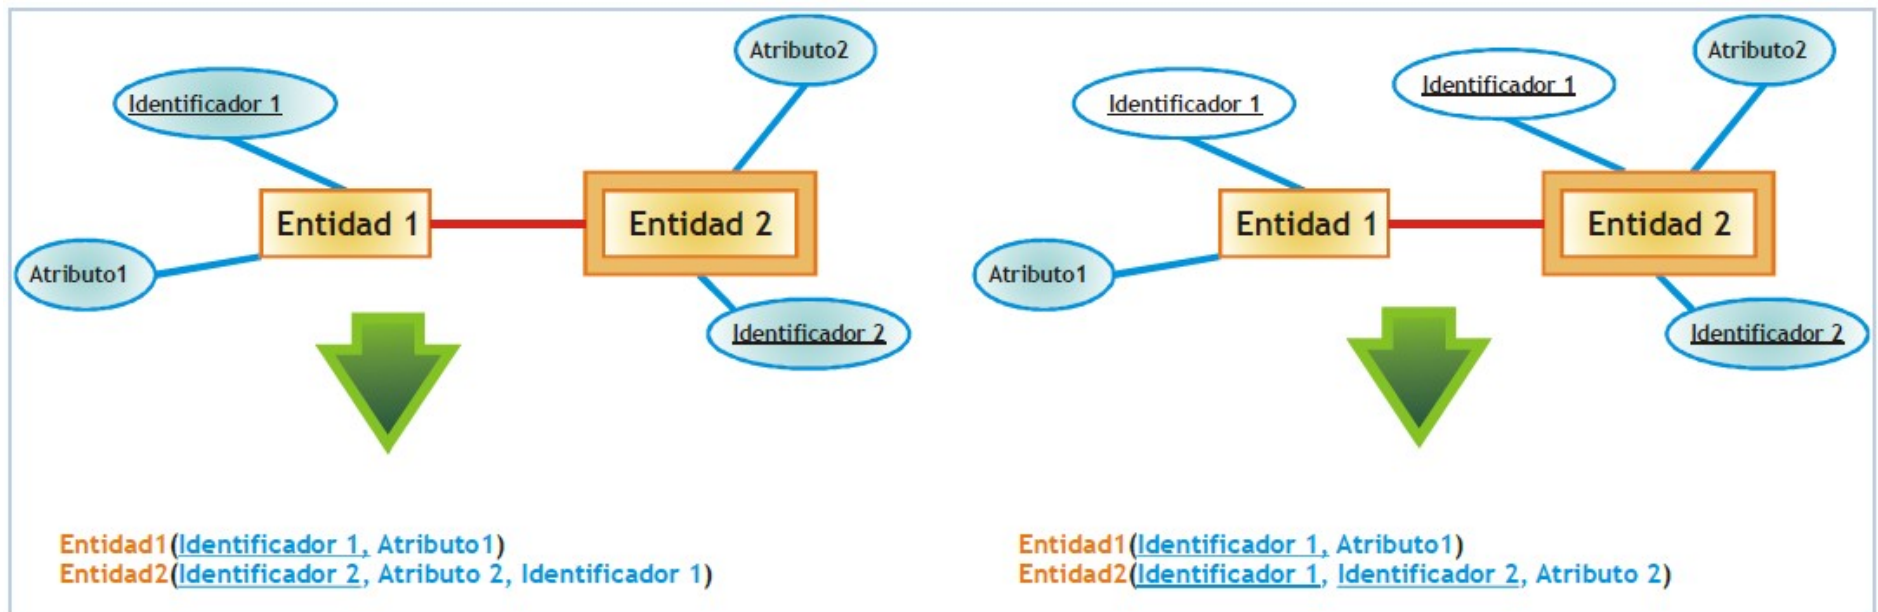 Atributo2
Identificador 1
Entidad 1
Entidad 2
Atributo1
Identificador 2
Entidad1(Identificador 1, Atributo1)
Entidad2(Identificador 2, Atributo 2, Identificador 1)
Atributo2
Identificador 1
Identificador 1
Entidad 1
Entidad 2
Atributo1
Identificador 2
Entidad1(Identificador 1, Atributo1)
Entidad2(Identificador 1, Identificador 2, Atributo 2)